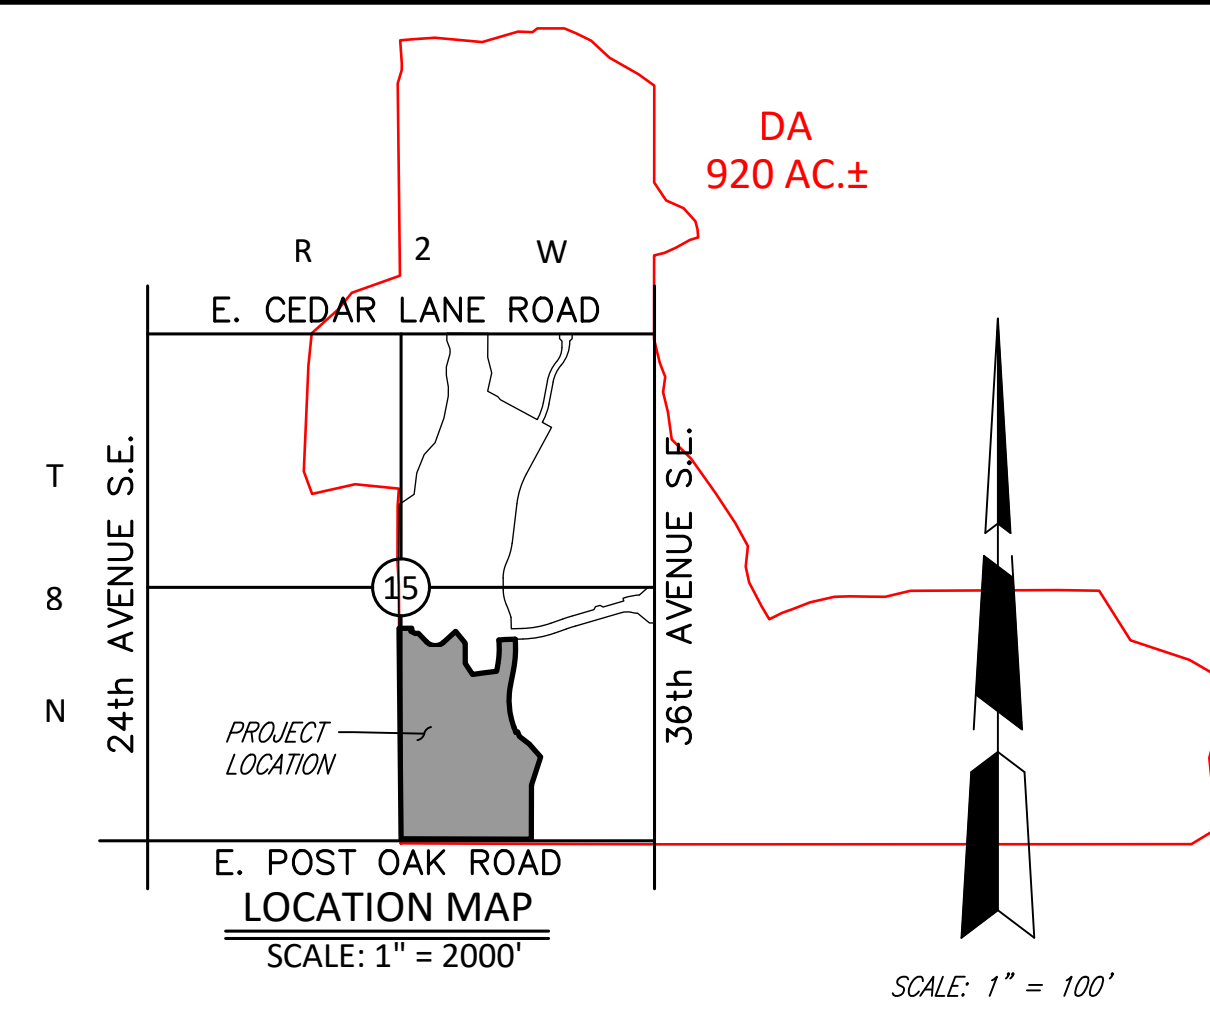 DA
920 AC.±
R 2 W
E. CEDAR LANE ROAD
T
8
N
24th AVENUE S.E.
36th AVENUE S.E.
15
PROJECT
LOCATION
E. POST OAK ROAD
LOCATION MAP
SCALE: 1" = 2000'
SCALE: 1" = 100'